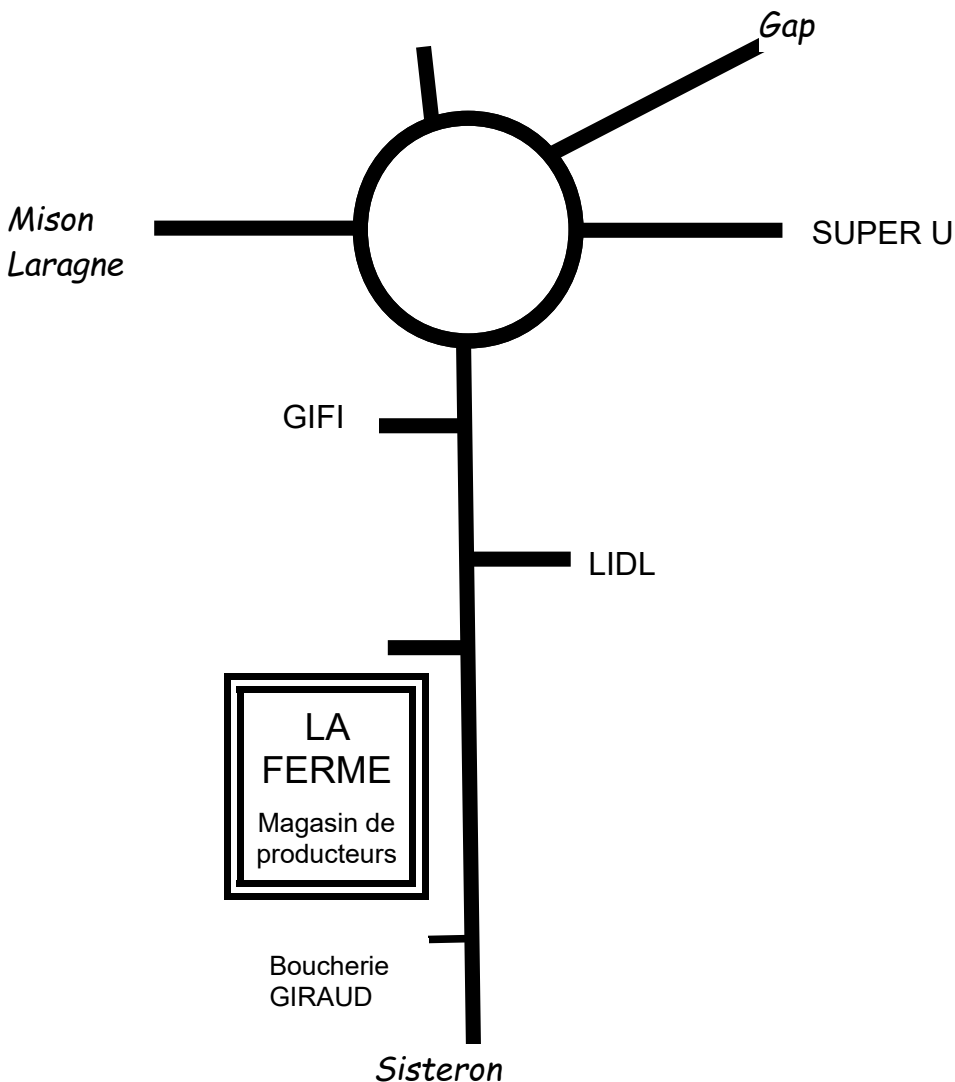 Gap
Mison
Laragne
SUPER U
GIFI
LIDL
LA
FERME
Magasin de
producteurs
Boucherie
GIRAUD
Sisteron